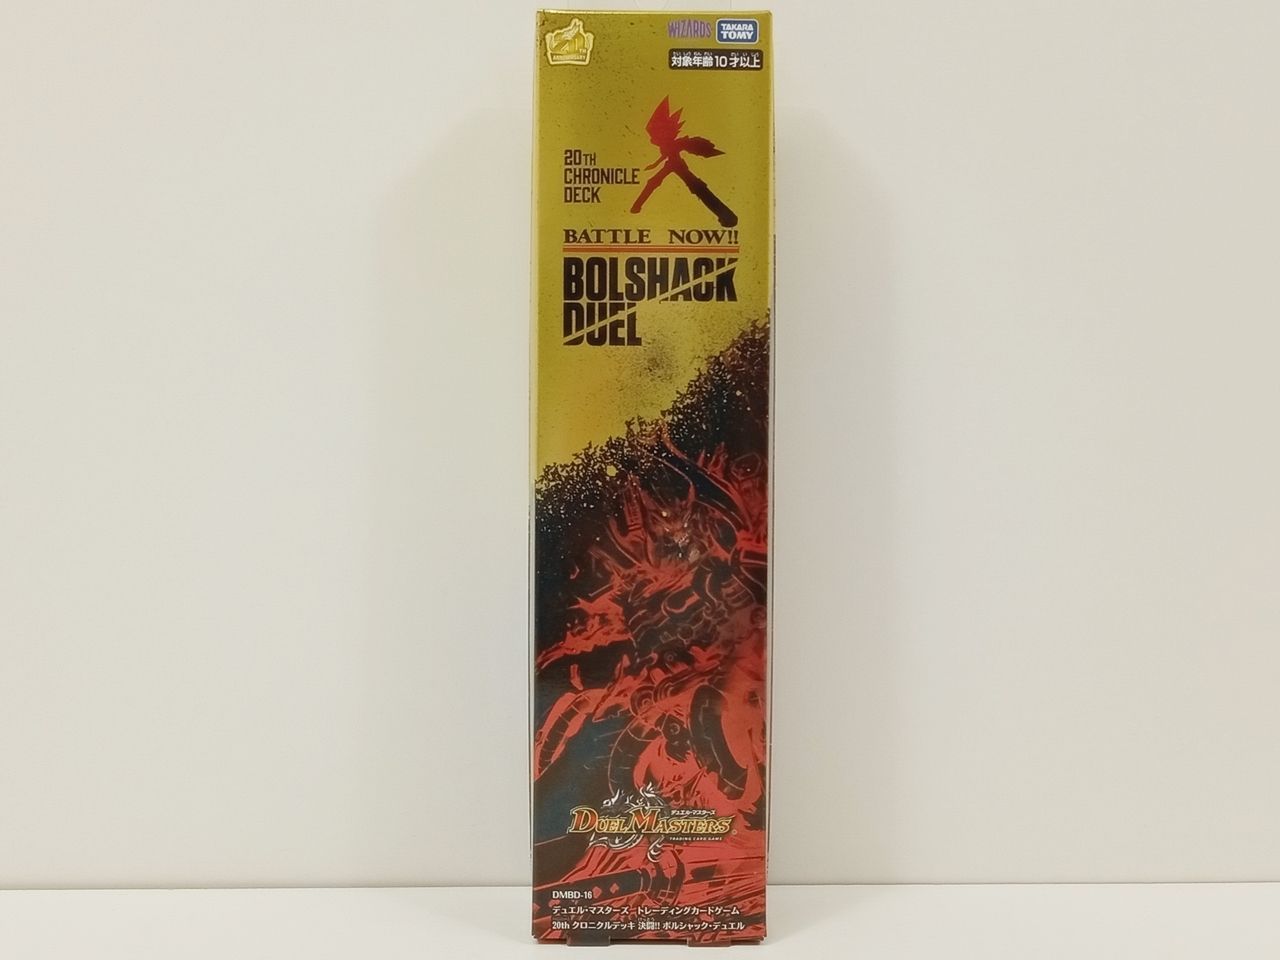 20TH
ANNIVERSARY
WIZARDS
TAKARA
TOMY
対象年齢10才以上
20TH
CHRONICLE
DECK
BATTLE NOW!!
BOLSHACK
DUEL
デュエル・マスターズ
DUEL MASTERS
TRADING CARD GAME
DMBD-16
デュエル・マスターズ トレーディングカードゲーム
20th クロニクルデッキ 決闘!! ボルシャック・デュエル